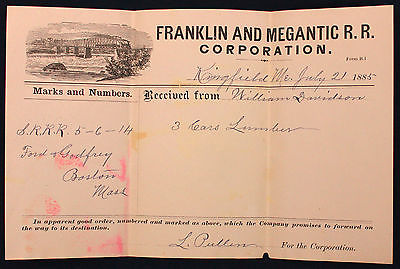 FRANKLIN AND MEGANTIC R. R.
CORPORATION.
Form B.1
Kingfield Me. July 21 1885
Marks and Numbers. Received from William Davidson
S.R.R.R. 5-6-14 3 Cars Lumber
Ford & Godfrey
Boston
Mass
In apparent good order, numbered and marked as above, which the Company promises to forward on
the way to its destination.
L. Pullen For the Corporation.